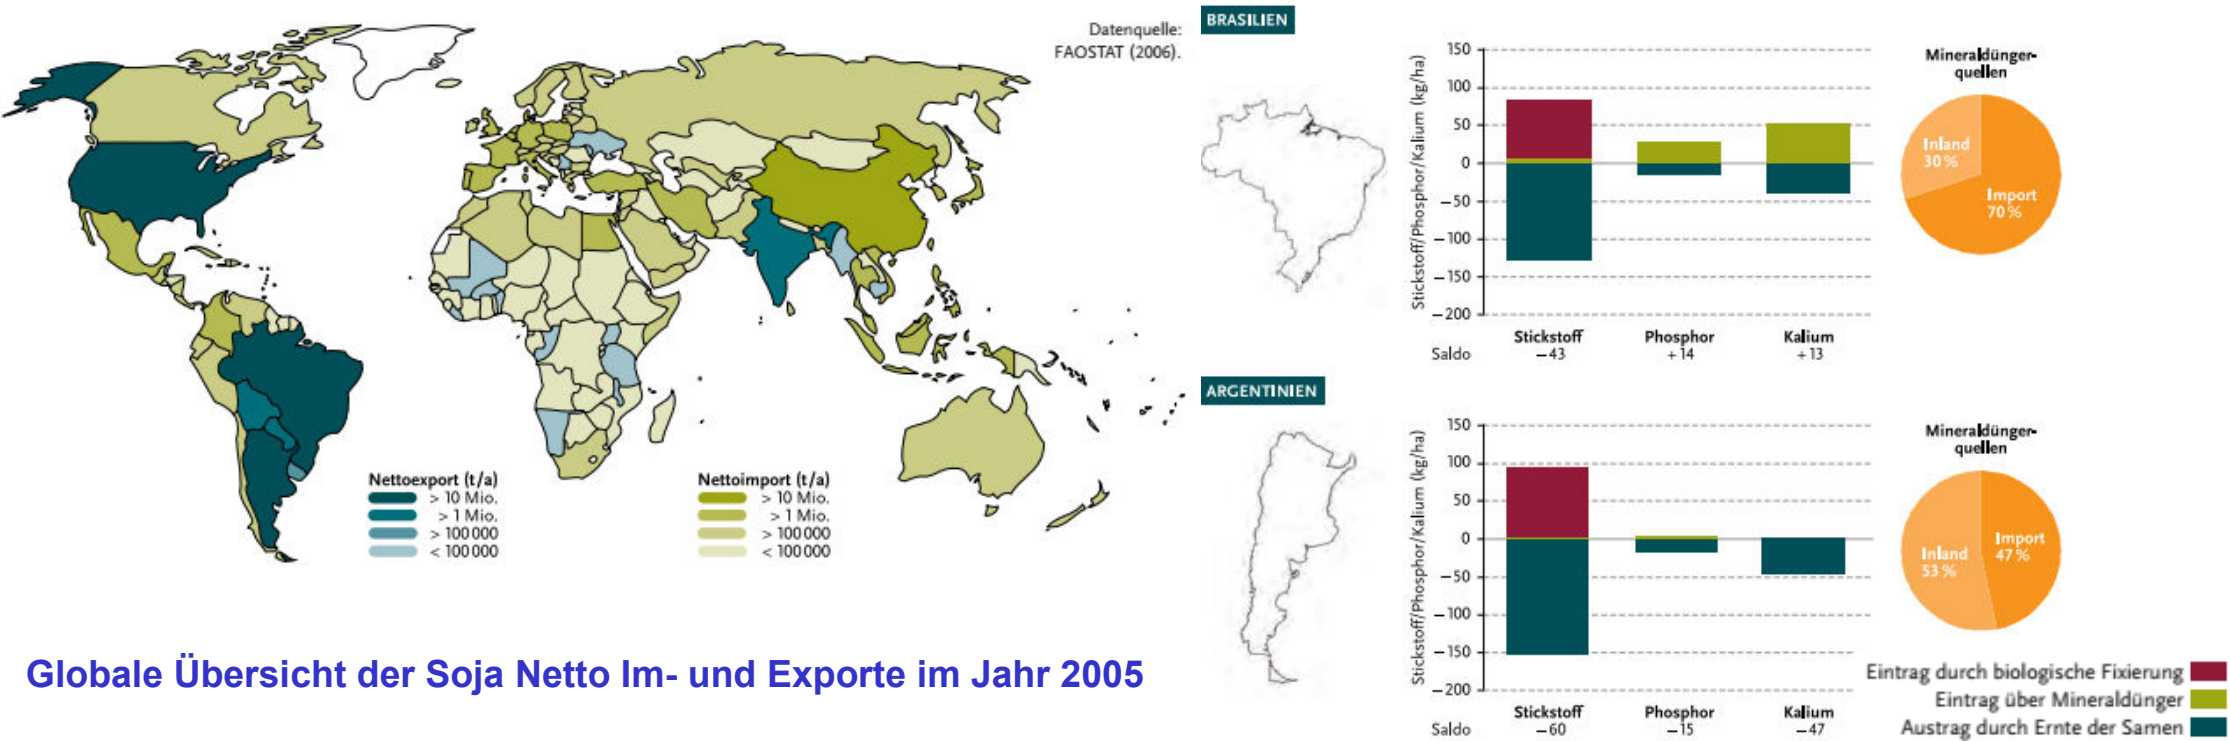 Datenquelle:
FAOSTAT (2006).
Nettoexport (t/a)
> 10 Mio.
> 1 Mio.
> 100 000
< 100 000
Nettoimport (t/a)
> 10 Mio.
> 1 Mio.
> 100 000
< 100 000
Globale Übersicht der Soja Netto Im- und Exporte im Jahr 2005
BRASILIEN
Stickstoff/Phosphor/Kalium (kg/ha)
150
100
50
0
−50
−100
−150
−200
Stickstoff Phosphor Kalium
Saldo −43 +14 +13
Mineraldünger-
quellen
Inland
30 %
Import
70 %
ARGENTINIEN
Stickstoff/Phosphor/Kalium (kg/ha)
150
100
50
0
−50
−100
−150
−200
Stickstoff Phosphor Kalium
Saldo −60 −15 −47
Mineraldünger-
quellen
Inland
53 %
Import
47 %
Eintrag durch biologische Fixierung
Eintrag über Mineraldünger
Austrag durch Ernte der Samen